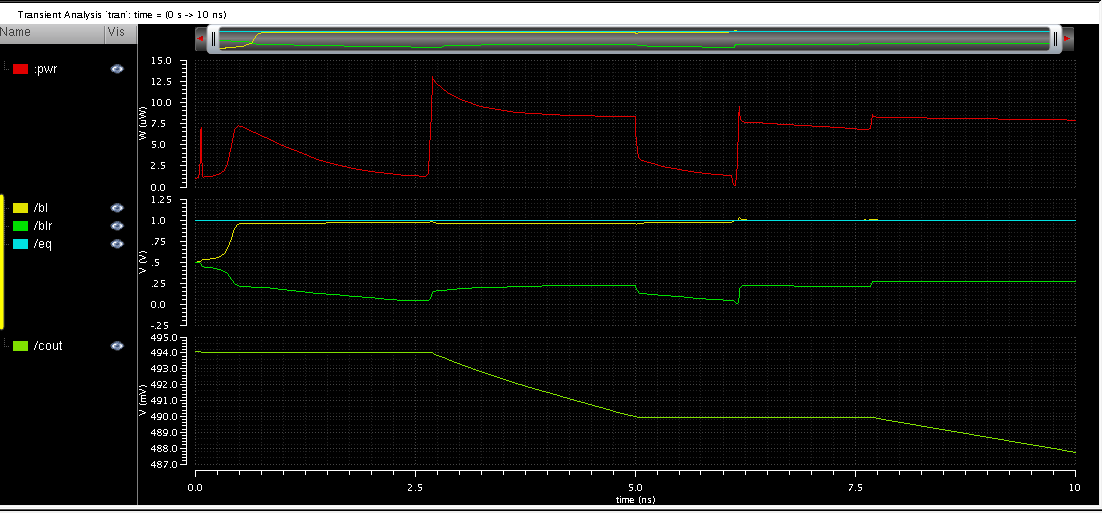 Transient Analysis 'tran': time = (0 s -> 10 ns)
Name Vis
:pwr
/bl
/blr
/eq
/cout
W (uW)
15.0
12.5
10.0
7.5
5.0
2.5
0.0
V (V)
1.25
1.0
.75
.5
.25
0.0
-.25
V (mV)
495.0
494.0
493.0
492.0
491.0
490.0
489.0
488.0
487.0
0.0 2.5 5.0 7.5 10
time (ns)